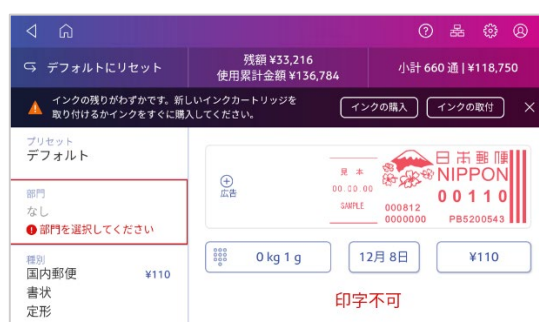 デフォルトにリセット
残額 ¥33,216
使用累計金額 ¥136,784
小計 660 通 | ¥118,750
インクの残りがわずかです。新しいインクカートリッジを
取り付けるかインクをすぐに購入してください。
インクの購入
インクの取付
プリセット
デフォルト
部門
なし
部門を選択してください
種別
国内郵便 ¥110
書状
定形
広告
見 本
00.00.00
SAMPLE
000812
0000000
日本郵便
NIPPON
00110
PB5200543
0 kg 1 g
12月 8日
¥110
印字不可